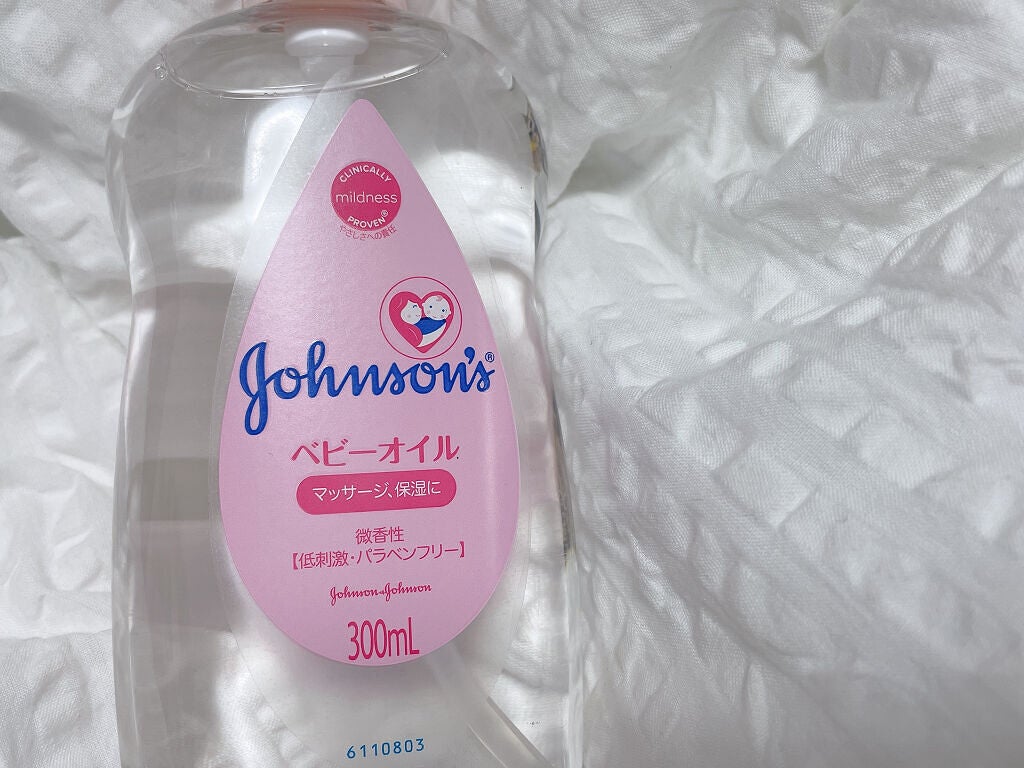 CLINICALLY
mildness
PROVEN®
やさしさへの責任
Johnson's®
ベビーオイル
マッサージ、保湿に
微香性
【低刺激・パラベンフリー】
Johnson&Johnson
300mL
6110803